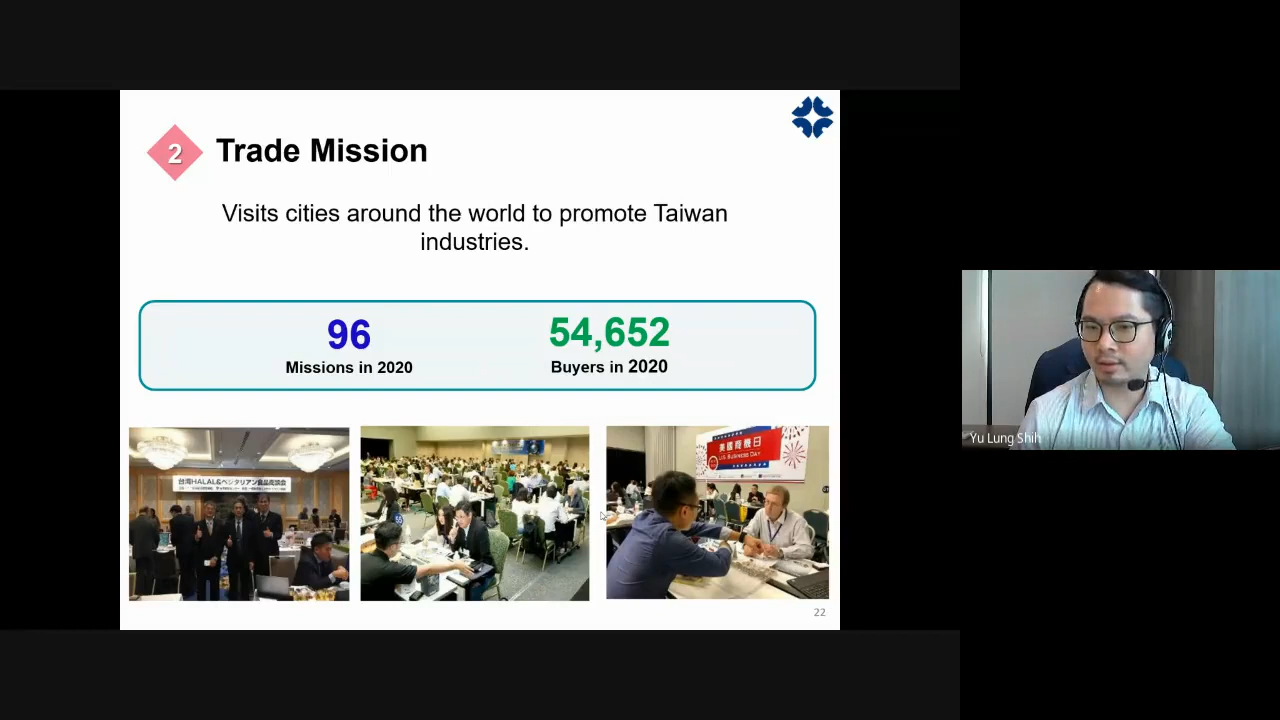 2
Trade Mission
Visits cities around the world to promote Taiwan
industries.
96
54,652
Missions in 2020
Buyers in 2020
台湾HALAL&ベジタリアン食品商談会
美國商機日
U.S. BUSINESS DAY
55
22
Yu Lung Shih